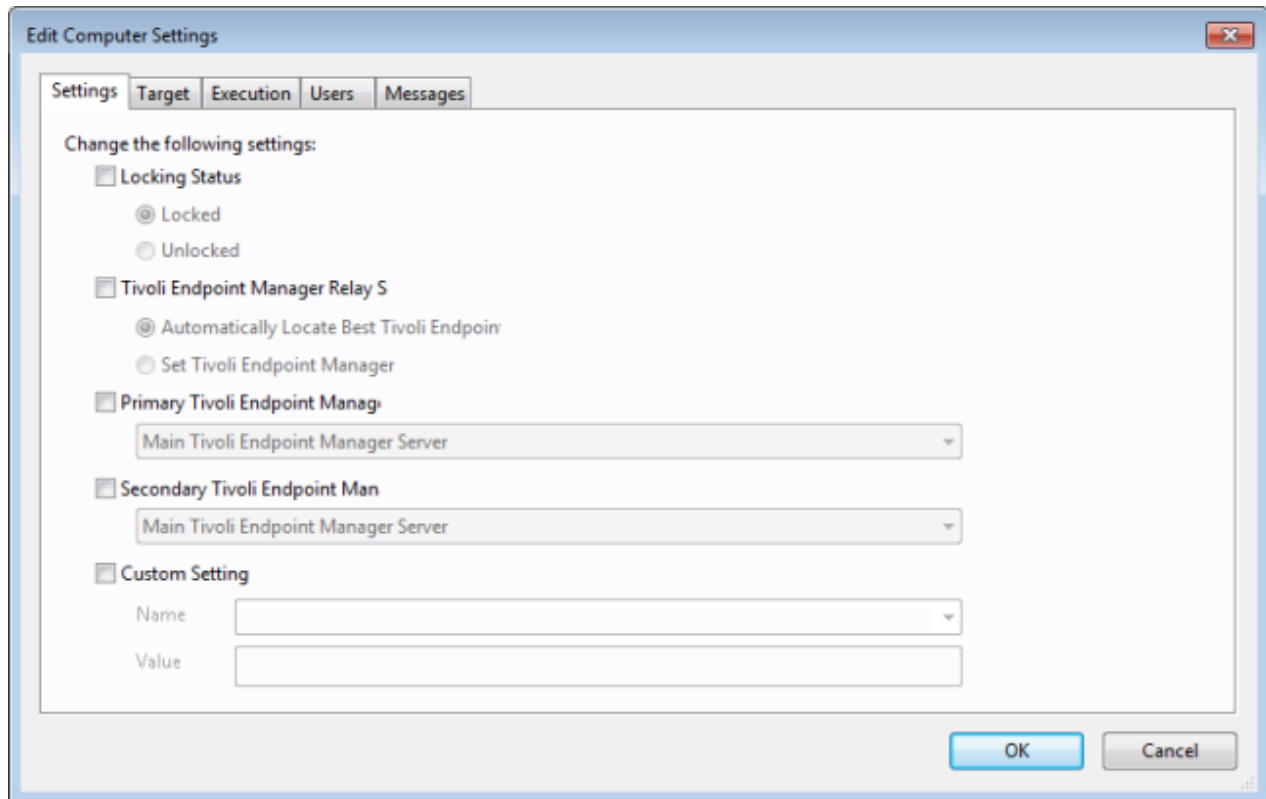 Edit Computer Settings
Settings Target Execution Users Messages
Change the following settings:
Locking Status
Locked
Unlocked
Tivoli Endpoint Manager Relay S
Automatically Locate Best Tivoli Endpoin
Set Tivoli Endpoint Manager
Primary Tivoli Endpoint Manag
Main Tivoli Endpoint Manager Server
Secondary Tivoli Endpoint Man
Main Tivoli Endpoint Manager Server
Custom Setting
Name
Value
OK Cancel